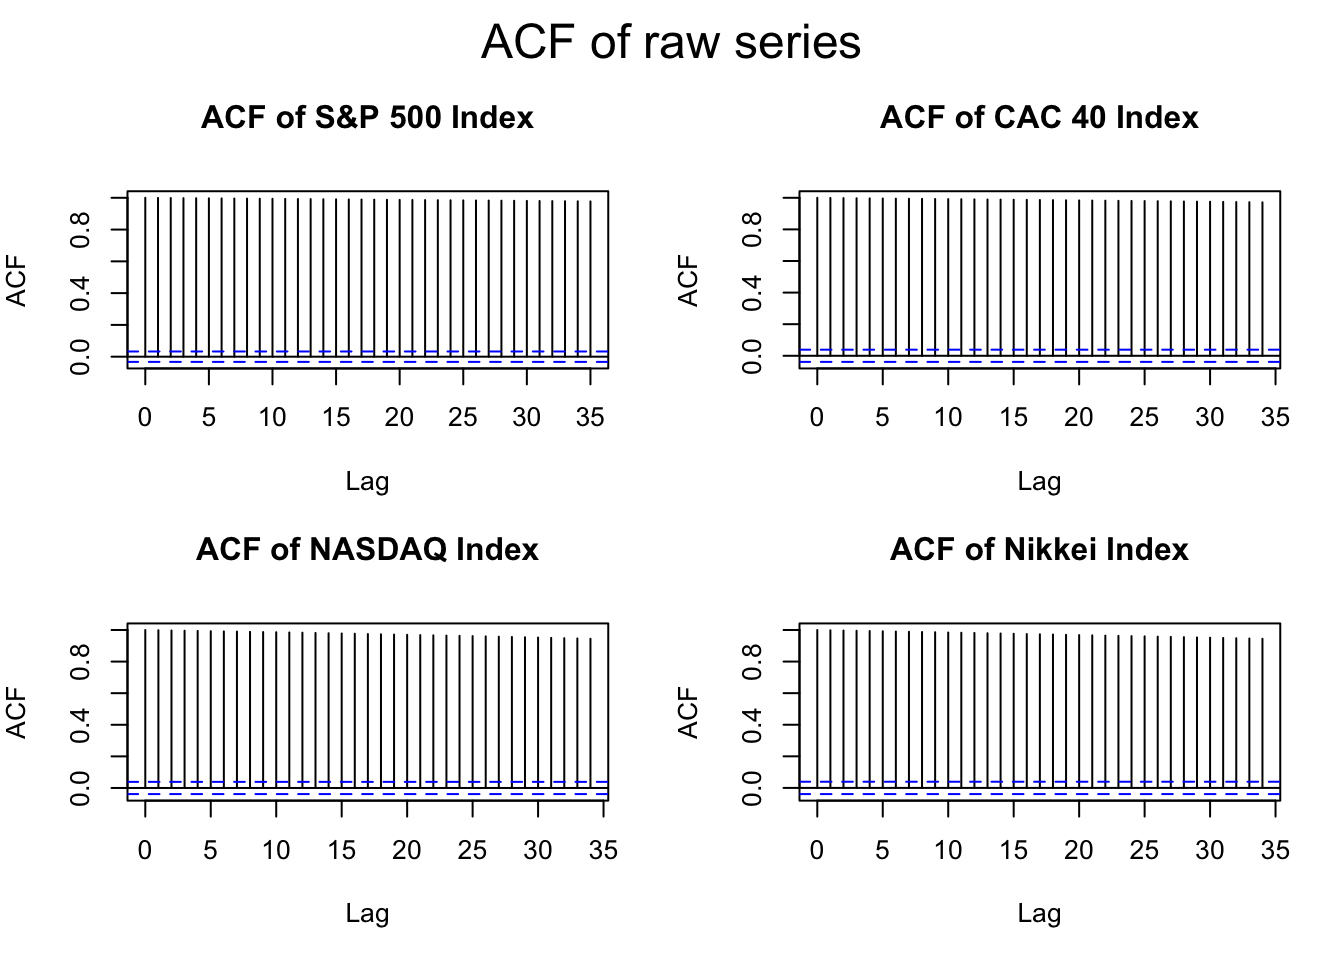 ACF of raw series
ACF of S&P 500 Index
ACF
0.0 0.4 0.8
0 5 10 15 20 25 30 35
Lag
ACF of CAC 40 Index
ACF
0.0 0.4 0.8
0 5 10 15 20 25 30 35
Lag
ACF of NASDAQ Index
ACF
0.0 0.4 0.8
0 5 10 15 20 25 30 35
Lag
ACF of Nikkei Index
ACF
0.0 0.4 0.8
0 5 10 15 20 25 30 35
Lag